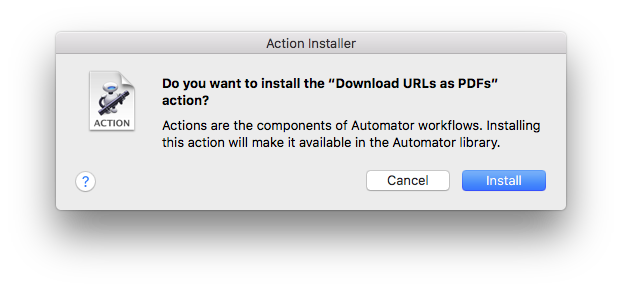 Action Installer
Do you want to install the “Download URLs as PDFs”
action?
ACTION
Actions are the components of Automator workflows. Installing
this action will make it available in the Automator library.
?
Cancel
Install